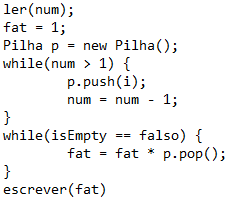 ler(num);
fat = 1;
Pilha p = new Pilha();
while(num > 1) {
        p.push(i);
        num = num - 1;
}
while(isEmpty == falso) {
        fat = fat * p.pop();
}
escrever(fat)